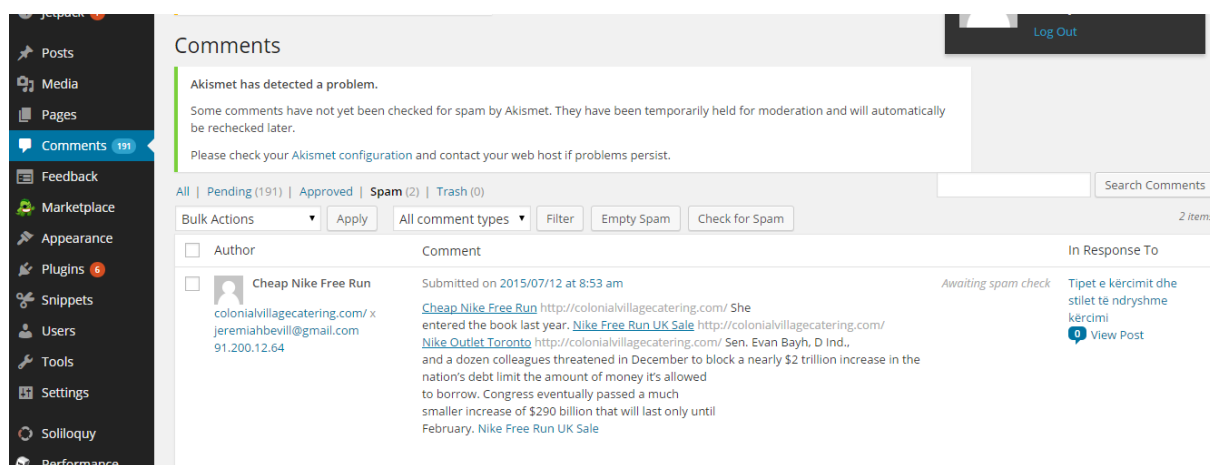 Jetpack
Log Out
Posts
Media
Pages
Comments 191
Feedback
Marketplace
Appearance
Plugins 6
Snippets
Users
Tools
Settings
Soliloquy
Performance
Comments
Akismet has detected a problem.
Some comments have not yet been checked for spam by Akismet. They have been temporarily held for moderation and will automatically
be rechecked later.
Please check your Akismet configuration and contact your web host if problems persist.
All | Pending (191) | Approved | Spam (2) | Trash (0)
Search Comments
Bulk Actions Apply All comment types Filter Empty Spam Check for Spam
2 item
Author Comment In Response To
Cheap Nike Free Run
colonialvillagecatering.com/ x
jeremiahbevill@gmail.com
91.200.12.64
Submitted on 2015/07/12 at 8:53 am
Cheap Nike Free Run http://colonialvillagecatering.com/ She
entered the book last year. Nike Free Run UK Sale http://colonialvillagecatering.com/
Nike Outlet Toronto http://colonialvillagecatering.com/ Sen. Evan Bayh, D Ind.,
and a dozen colleagues threatened in December to block a nearly $2 trillion increase in the
nation's debt limit the amount of money it's allowed
to borrow. Congress eventually passed a much
smaller increase of $290 billion that will last only until
February. Nike Free Run UK Sale
Awaiting spam check
Tipet e kërcimit dhe
stilet të ndryshme
kërcimi
0 View Post